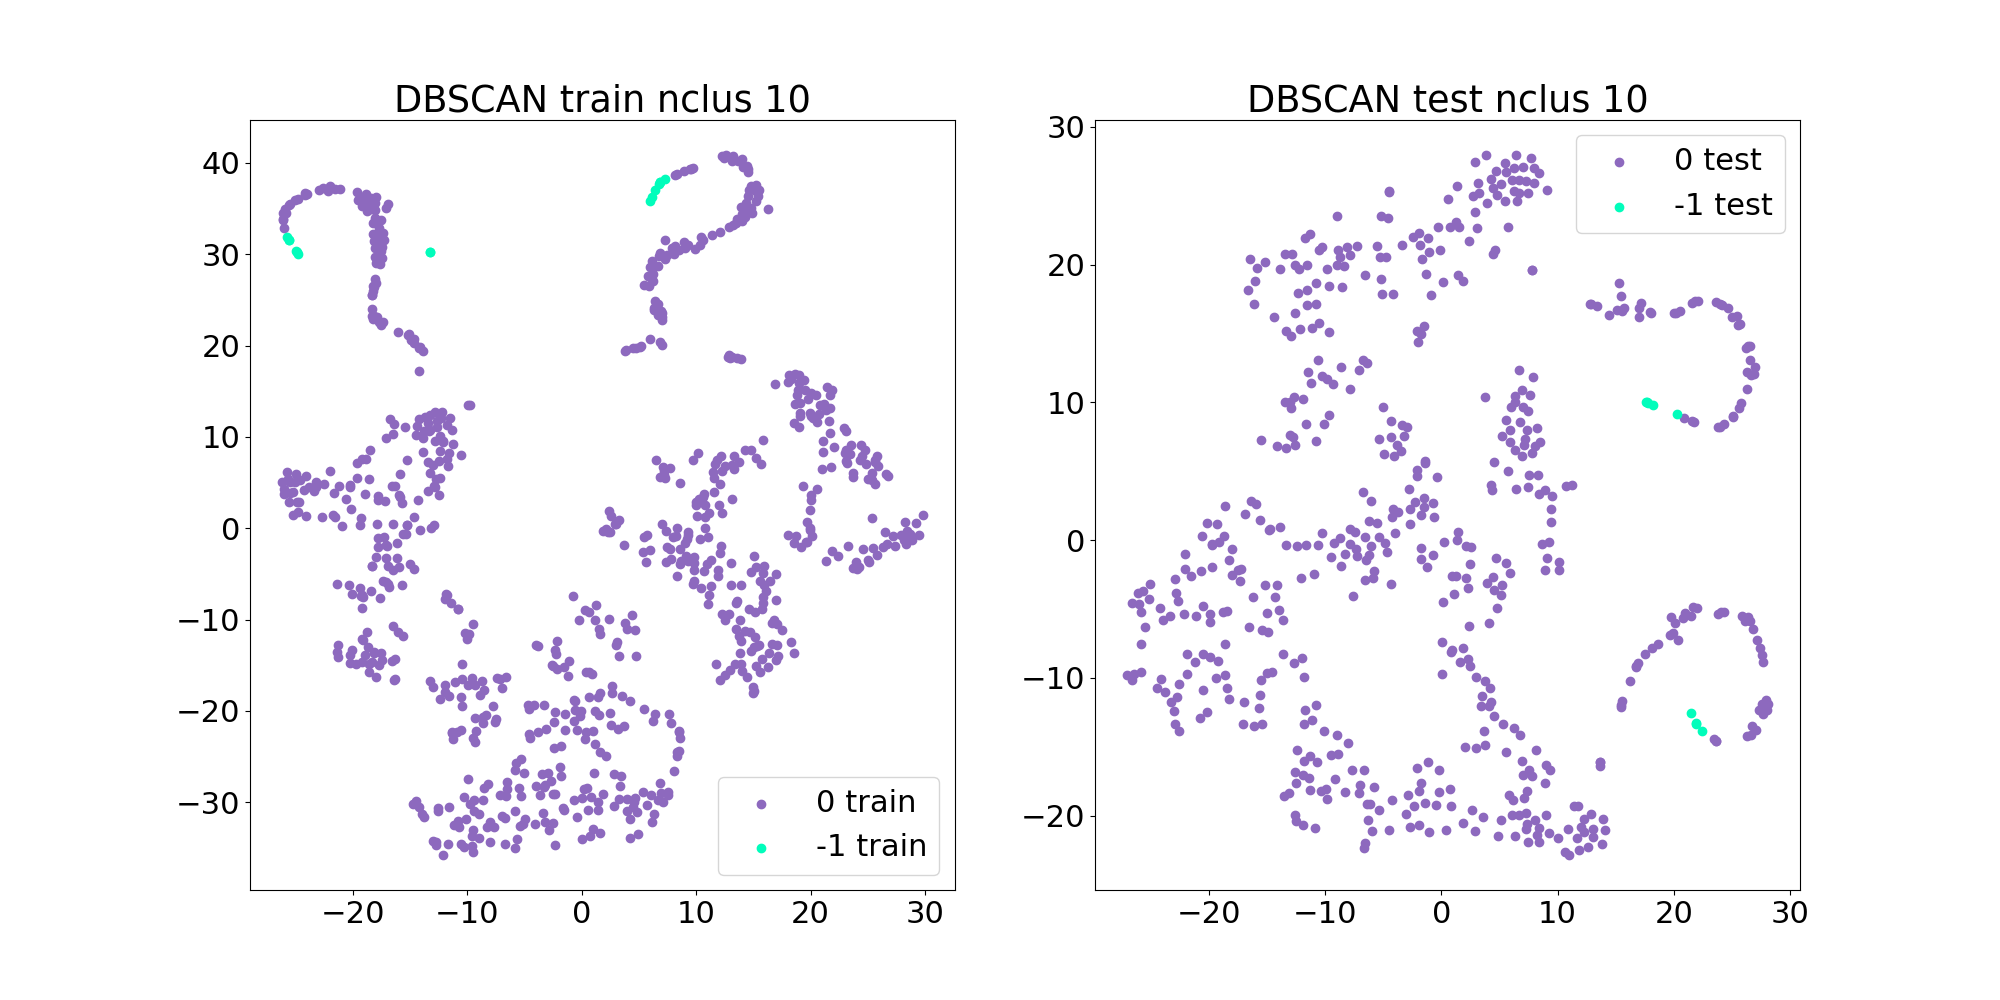 DBSCAN train nclus 10
40
30
20
10
0
−10
−20
−30
−20 −10 0 10 20 30
0 train
-1 train
DBSCAN test nclus 10
30
20
10
0
−10
−20
−20 −10 0 10 20 30
0 test
-1 test